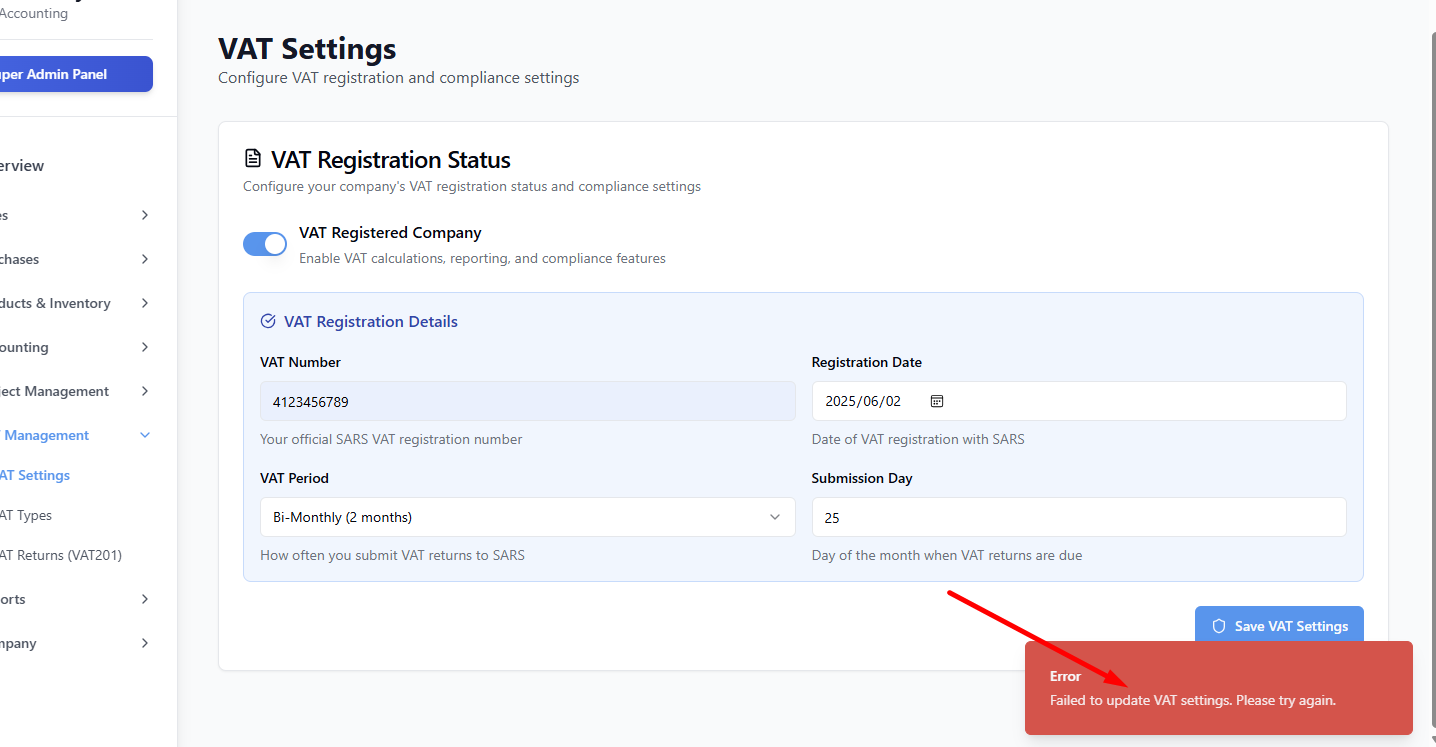 Accounting
per Admin Panel
erview
es
chases
ducts & Inventory
ounting
ject Management
Management
AT Settings
AT Types
AT Returns (VAT201)
orts
mpany
VAT Settings
Configure VAT registration and compliance settings
VAT Registration Status
Configure your company's VAT registration status and compliance settings
VAT Registered Company
Enable VAT calculations, reporting, and compliance features
VAT Registration Details
VAT Number
Registration Date
4123456789
2025/06/02
Your official SARS VAT registration number
Date of VAT registration with SARS
VAT Period
Submission Day
Bi-Monthly (2 months)
25
How often you submit VAT returns to SARS
Day of the month when VAT returns are due
Save VAT Settings
Error
Failed to update VAT settings. Please try again.